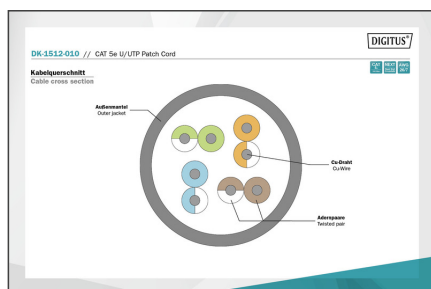 DIGITUS®
DK-1512-010 // CAT 5e U/UTP Patch Cord
Kabelquerschnitt
Cable cross section
Außenmantel
Outer jacket
Cu-Draht
Cu-Wire
Aderspaare
Twisted pair